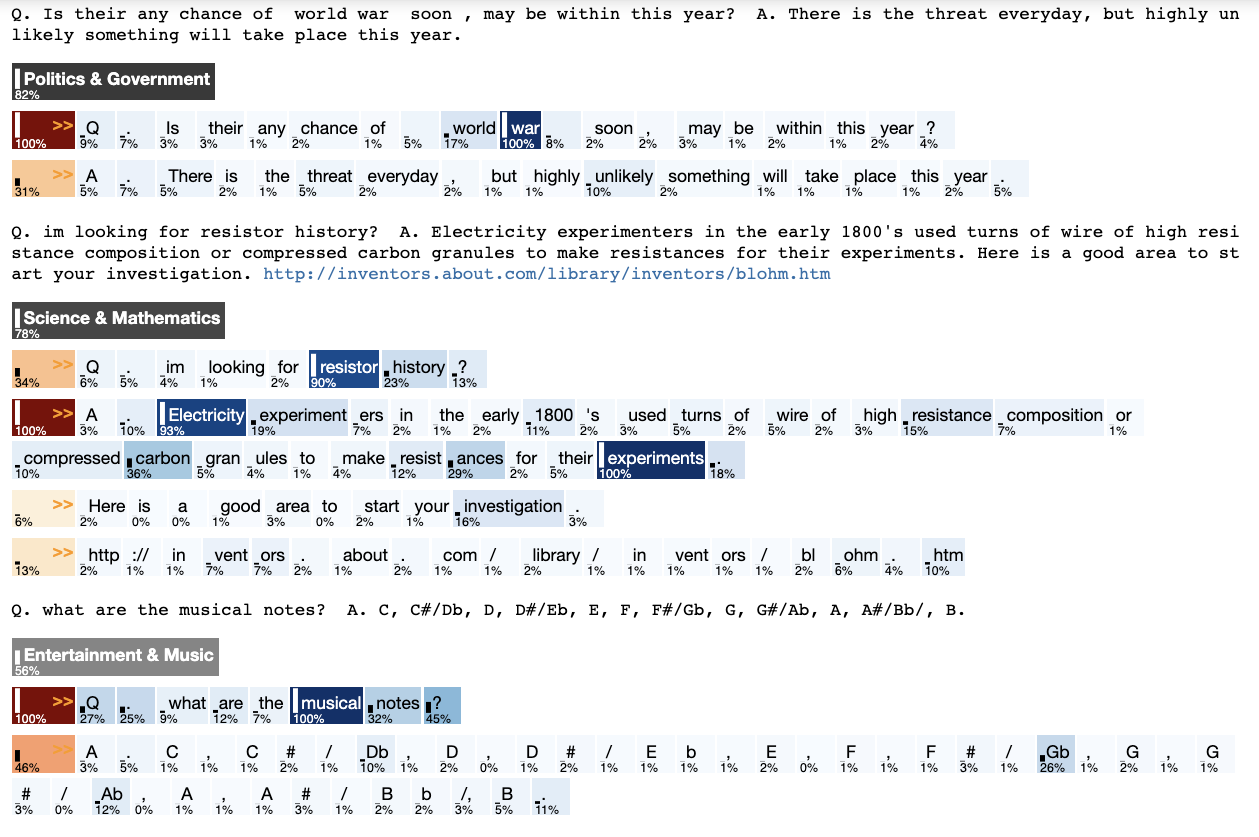 Q. Is their any chance of  world war  soon , may be within this year?  A. There is the threat everyday, but highly un
likely something will take place this year.
Politics & Government
82%
>> Q . Is their any chance of world war soon , may be within this year ?
100% 9% 7% 3% 3% 1% 2% 1% 5% 17% 100% 8% 2% 2% 3% 1% 2% 1% 2% 4%
>> A . There is the threat everyday , but highly unlikely something will take place this year .
31% 5% 7% 5% 2% 1% 5% 2% 2% 1% 1% 10% 2% 1% 1% 1% 1% 2% 5%
Q. im looking for resistor history?  A. Electricity experimenters in the early 1800's used turns of wire of high resi
stance composition or compressed carbon granules to make resistances for their experiments. Here is a good area to st
art your investigation. http://inventors.about.com/library/inventors/blohm.htm
Science & Mathematics
78%
>> Q . im looking for resistor history ?
34% 6% 5% 4% 1% 2% 90% 23% 13%
>> A . Electricity experiment ers in the early 1800 's used turns of wire of high resistance composition or
100% 3% 10% 93% 19% 7% 2% 1% 2% 11% 2% 3% 5% 2% 5% 2% 3% 15% 7% 1%
compressed carbon gran ules to make resist ances for their experiments .
10% 36% 5% 4% 1% 4% 12% 29% 2% 5% 100% 18%
>> Here is a good area to start your investigation .
6% 2% 0% 0% 1% 3% 0% 2% 1% 16% 3%
>> http :// in vent ors . about . com / library / in vent ors / bl ohm . htm
13% 2% 1% 1% 7% 7% 2% 1% 2% 1% 1% 2% 1% 1% 1% 1% 1% 2% 6% 4% 10%
Q. what are the musical notes?  A. C, C#/Db, D, D#/Eb, E, F, F#/Gb, G, G#/Ab, A, A#/Bb/, B.
Entertainment & Music
56%
>> Q . what are the musical notes ?
100% 27% 25% 9% 12% 7% 100% 32% 45%
>> A . C , C # / Db , D , D # / E b , E , F , F # / Gb , G , G
46% 3% 5% 1% 1% 1% 2% 1% 10% 1% 2% 0% 1% 2% 1% 1% 1% 1% 2% 0% 1% 1% 1% 3% 1% 26% 1% 2% 1% 1%
# / Ab , A , A # / B b /, B .
3% 0% 12% 0% 1% 1% 1% 3% 1% 2% 2% 3% 5% 11%